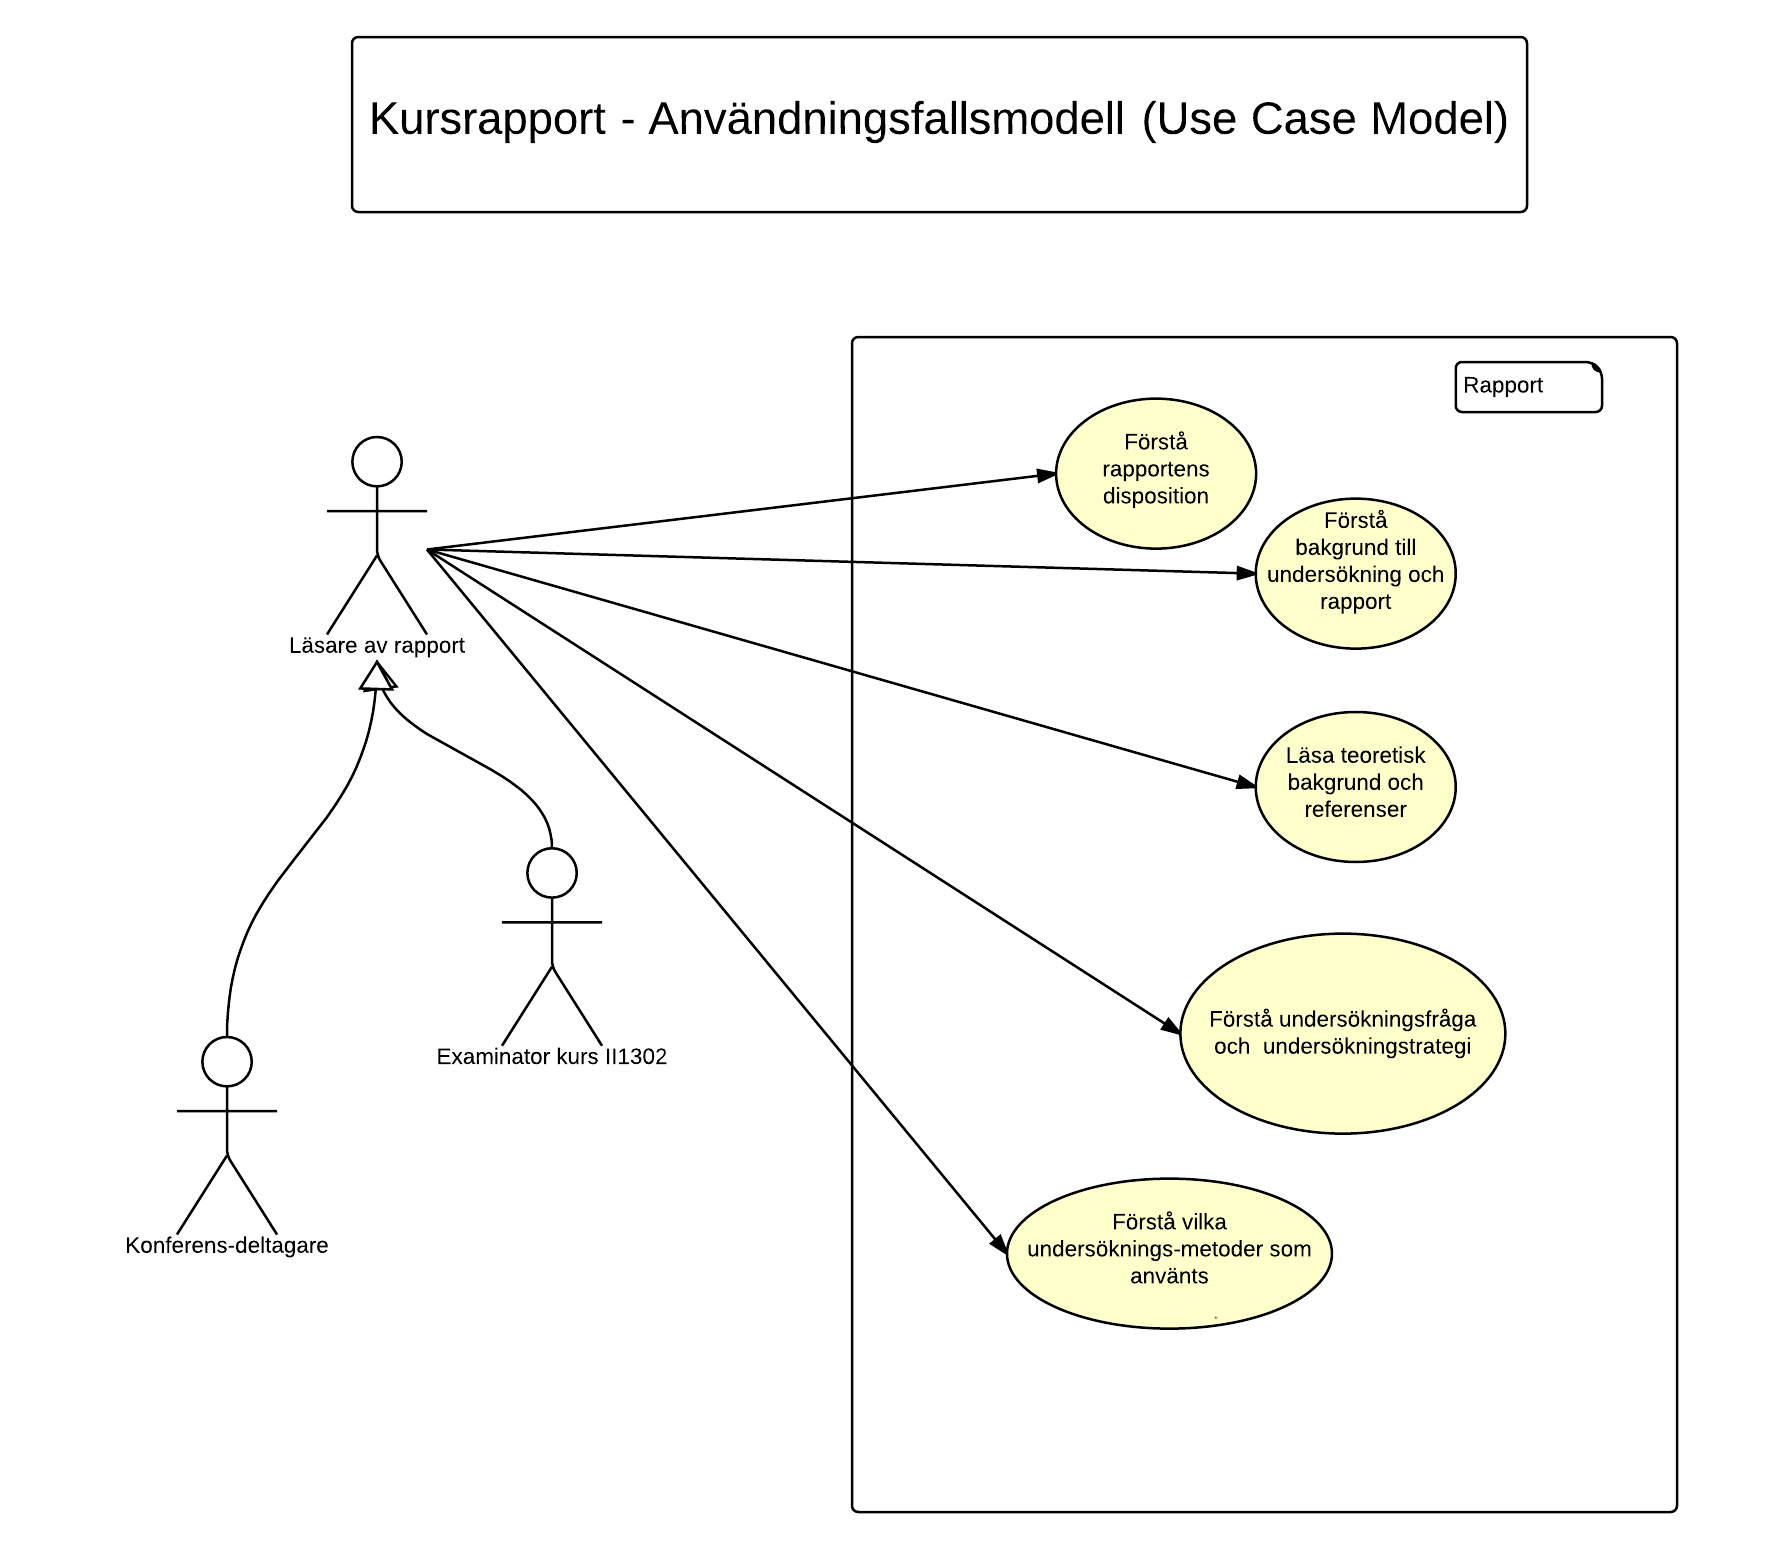 Kursrapport - Användningsfallsmodell (Use Case Model)
Rapport
Förstå
rapportens
disposition
Förstå
bakgrund till
undersökning och
rapport
Läsare av rapport
Läsa teoretisk
bakgrund och
referenser
Förstå undersökningsfråga
och  undersökningstrategi
Examinator kurs II1302
Förstå vilka
undersöknings-metoder som
använts
Konferens-deltagare